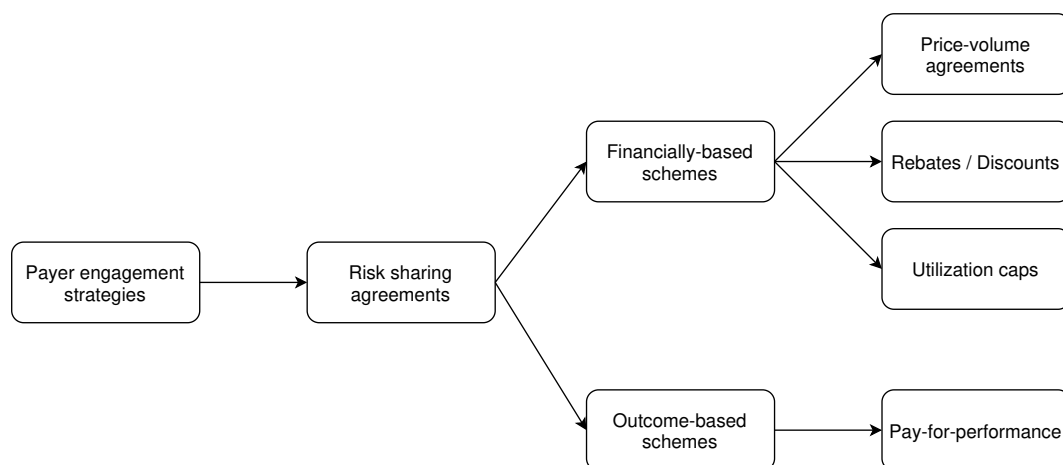 Payer engagement
strategies
Risk sharing
agreements
Financially-based
schemes
Price-volume
agreements
Rebates / Discounts
Utilization caps
Outcome-based
schemes
Pay-for-performance